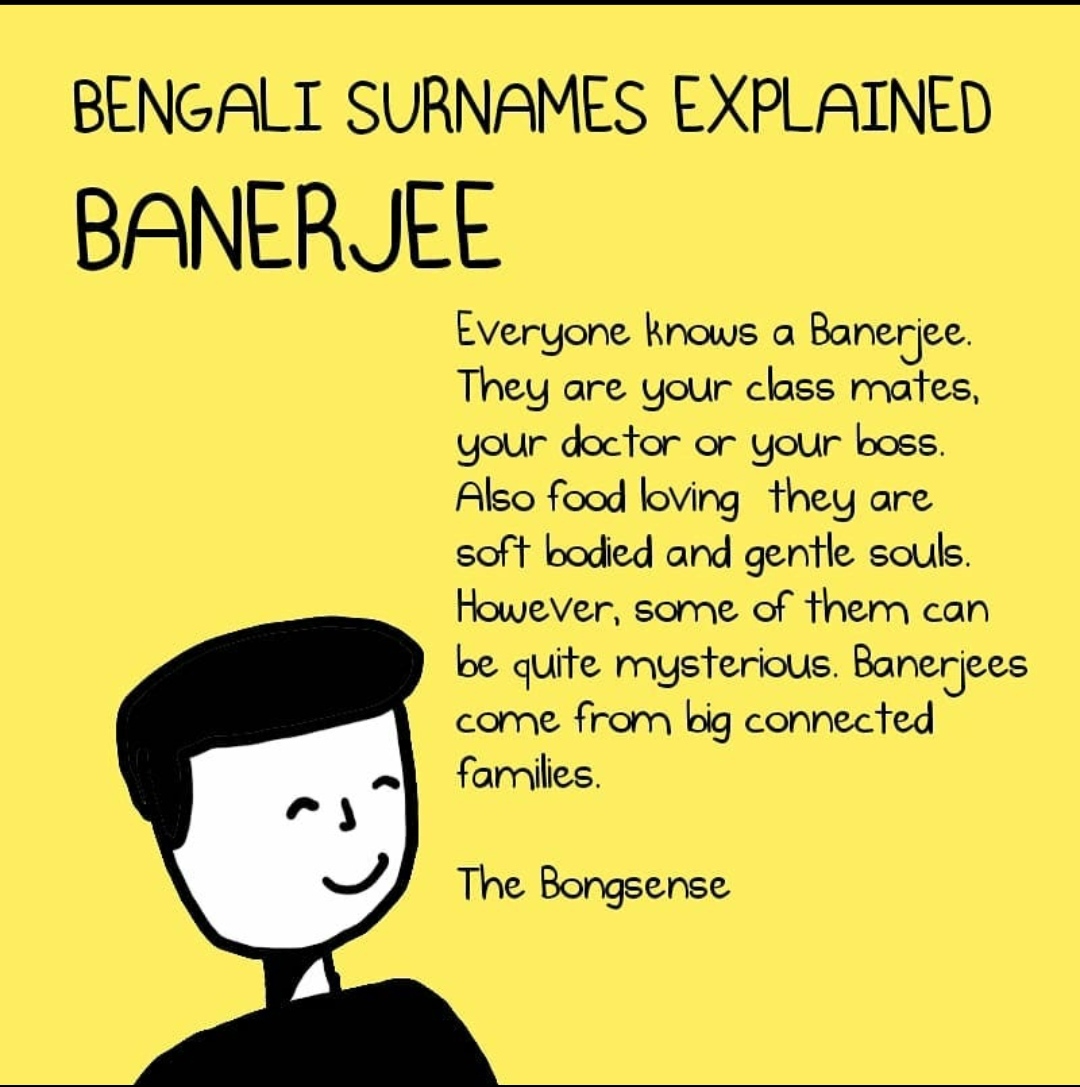 BENGALI SURNAMES EXPLAINED
BANERJEE
Everyone knows a Banerjee.
They are your class mates,
your doctor or your boss.
Also food loving they are
soft bodied and gentle souls.
However, some of them can
be quite mysterious. Banerjees
come from big connected
families.
The Bongsense